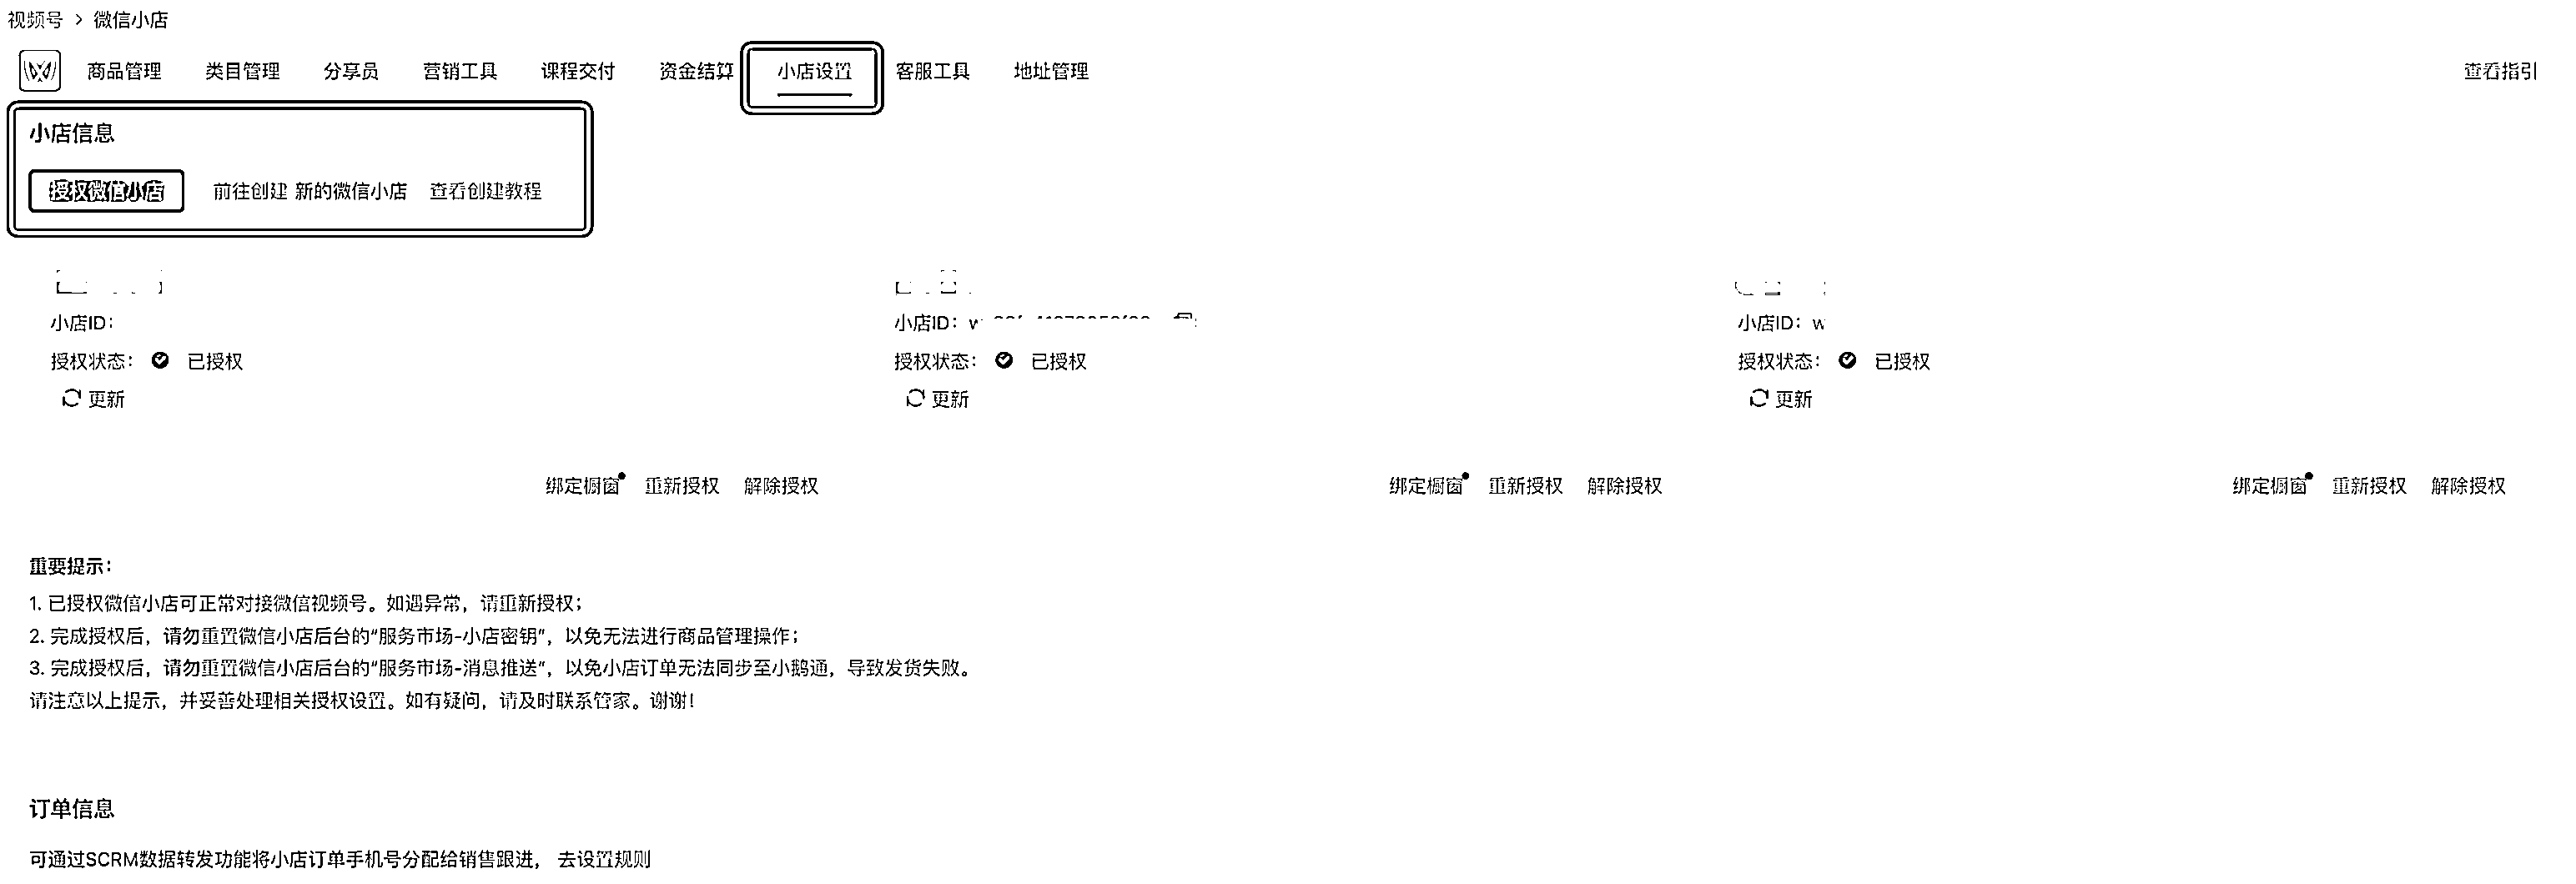 视频号 > 微信小店
商品管理 类目管理 分享员 营销工具 课程交付 资金结算 小店设置 客服工具 地址管理 查看指引
小店信息
授权微信小店 前往创建 新的微信小店 查看创建教程
小店ID： 小店ID：w 小店ID：w
授权状态： 已授权 授权状态： 已授权 授权状态： 已授权
更新 更新 更新
绑定橱窗 重新授权 解除授权 绑定橱窗 重新授权 解除授权 绑定橱窗 重新授权 解除授权
重要提示：
1. 已授权微信小店可正常对接微信视频号。如遇异常，请重新授权；
2. 完成授权后，请勿重置微信小店后台的“服务市场-小店密钥”，以免无法进行商品管理操作；
3. 完成授权后，请勿重置微信小店后台的“服务市场-消息推送”，以免小店订单无法同步至小鹅通，导致发货失败。
请注意以上提示，并妥善处理相关授权设置。如有疑问，请及时联系管家。谢谢！
订单信息
可通过SCRM数据转发功能将小店订单手机号分配给销售跟进， 去设置规则